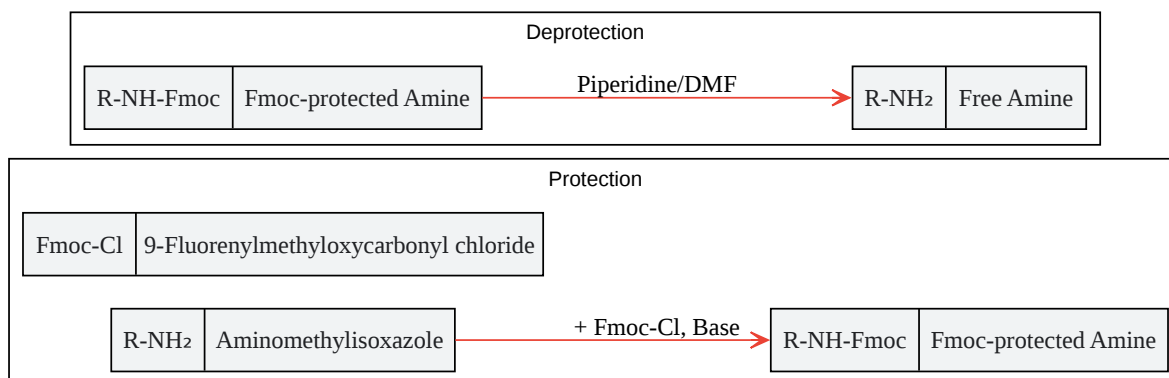 Deprotection
Piperidine/DMF
R-NH-Fmoc Fmoc-protected Amine R-NH₂ Free Amine
Protection
Fmoc-Cl 9-Fluorenylmethyloxycarbonyl chloride
+ Fmoc-Cl, Base
R-NH₂ Aminomethylisoxazole R-NH-Fmoc Fmoc-protected Amine